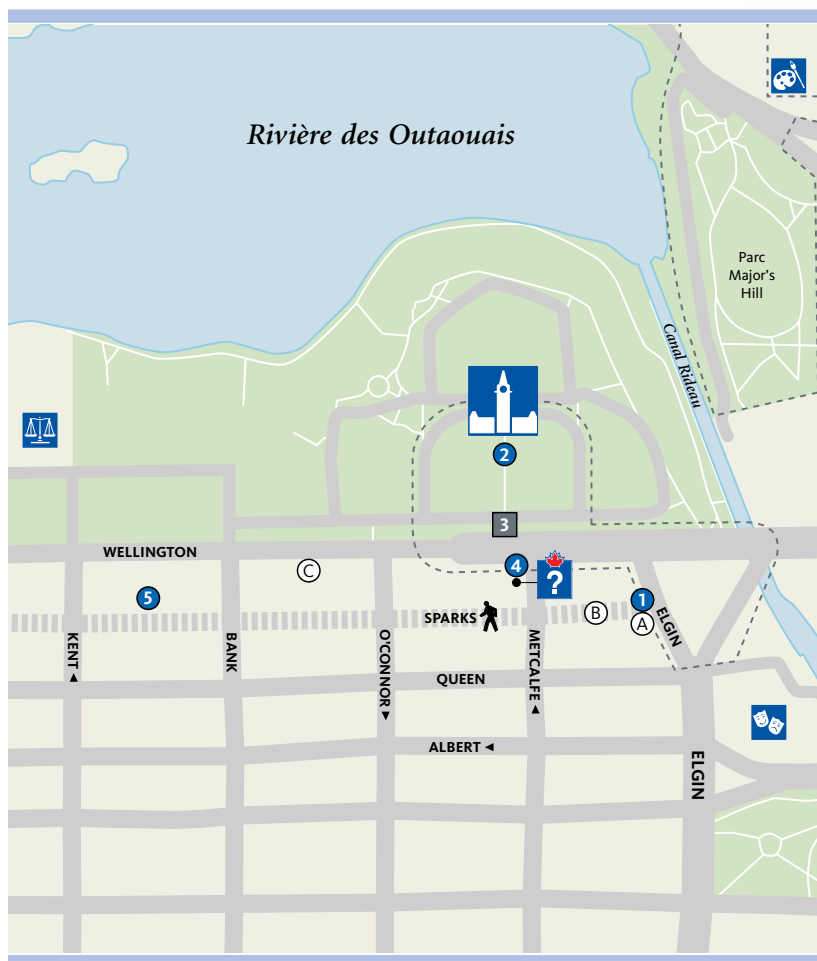 Rivière des Outaouais
Parc
Major's
Hill
Canal Rideau
2
3
WELLINGTON
C
4
?
5
1
B
A
ELGIN
SPARKS
KENT
BANK
O'CONNOR
METCALFE
QUEEN
ALBERT
ELGIN